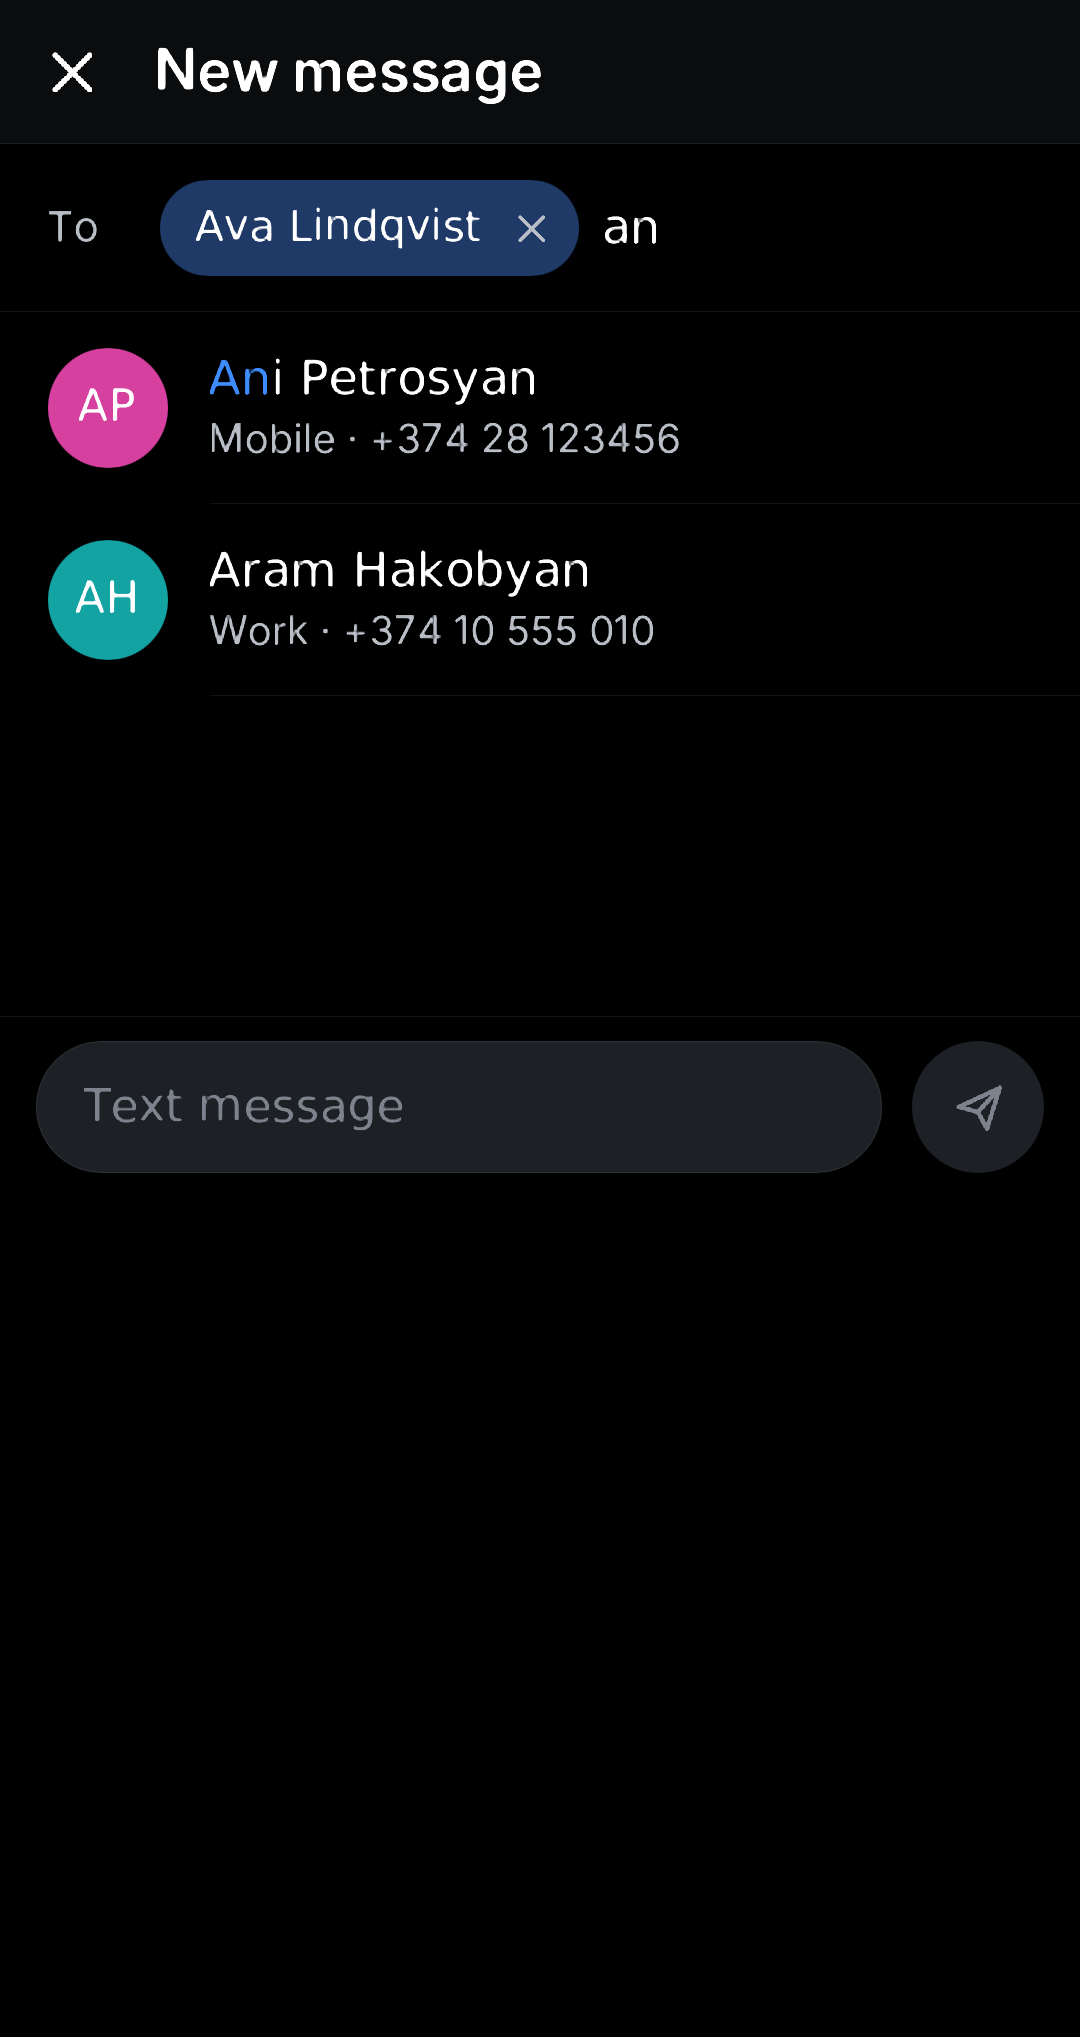 New message
To Ava Lindqvist an
AP Ani Petrosyan
Mobile · +374 28 123456
AH Aram Hakobyan
Work · +374 10 555 010
Text message